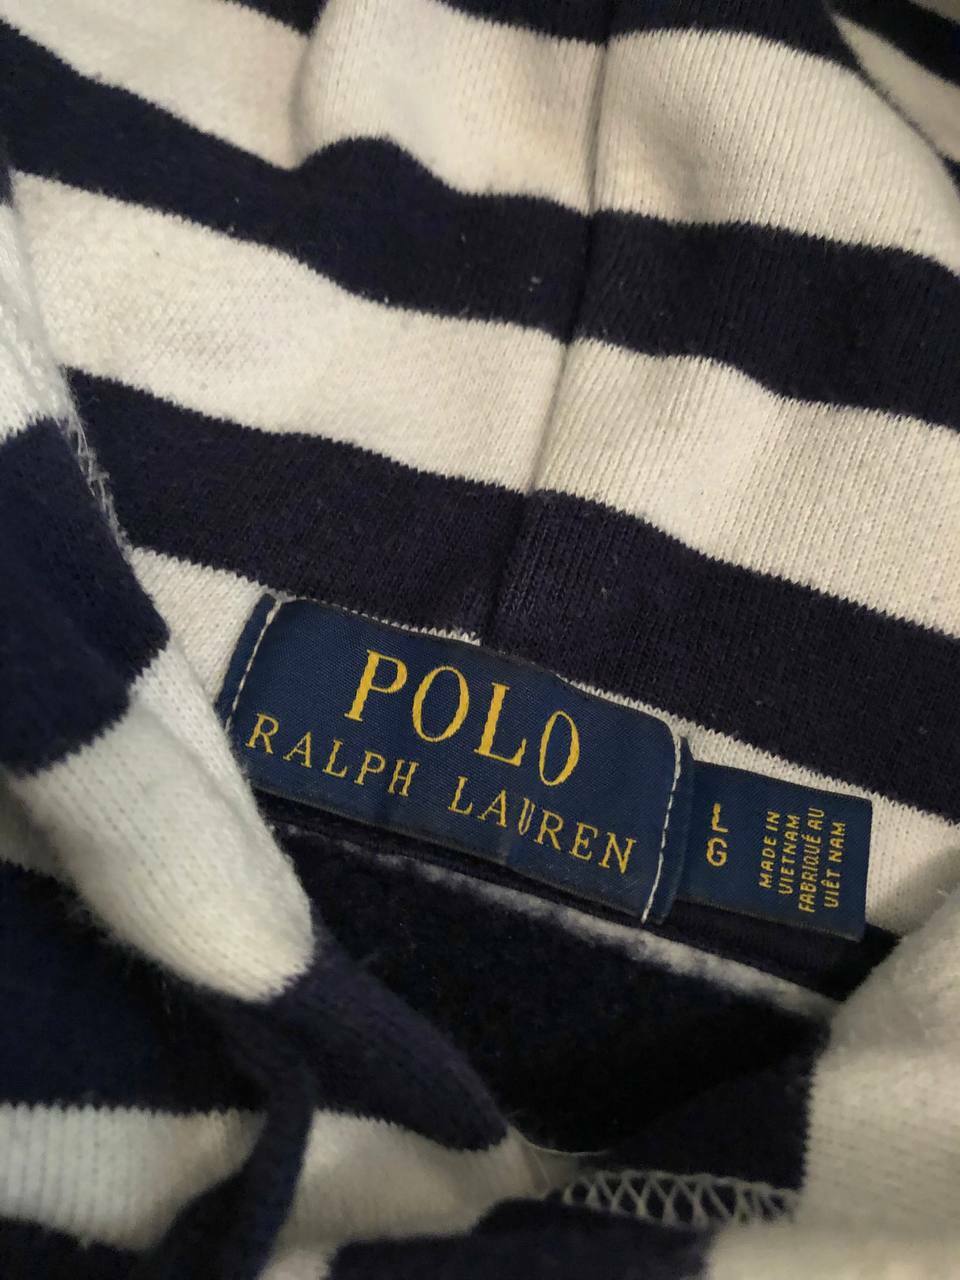 POLO
RALPH LAUREN
L
G
MADE IN
VIETNAM
FABRIQUÉ AU
VIÊT NAM